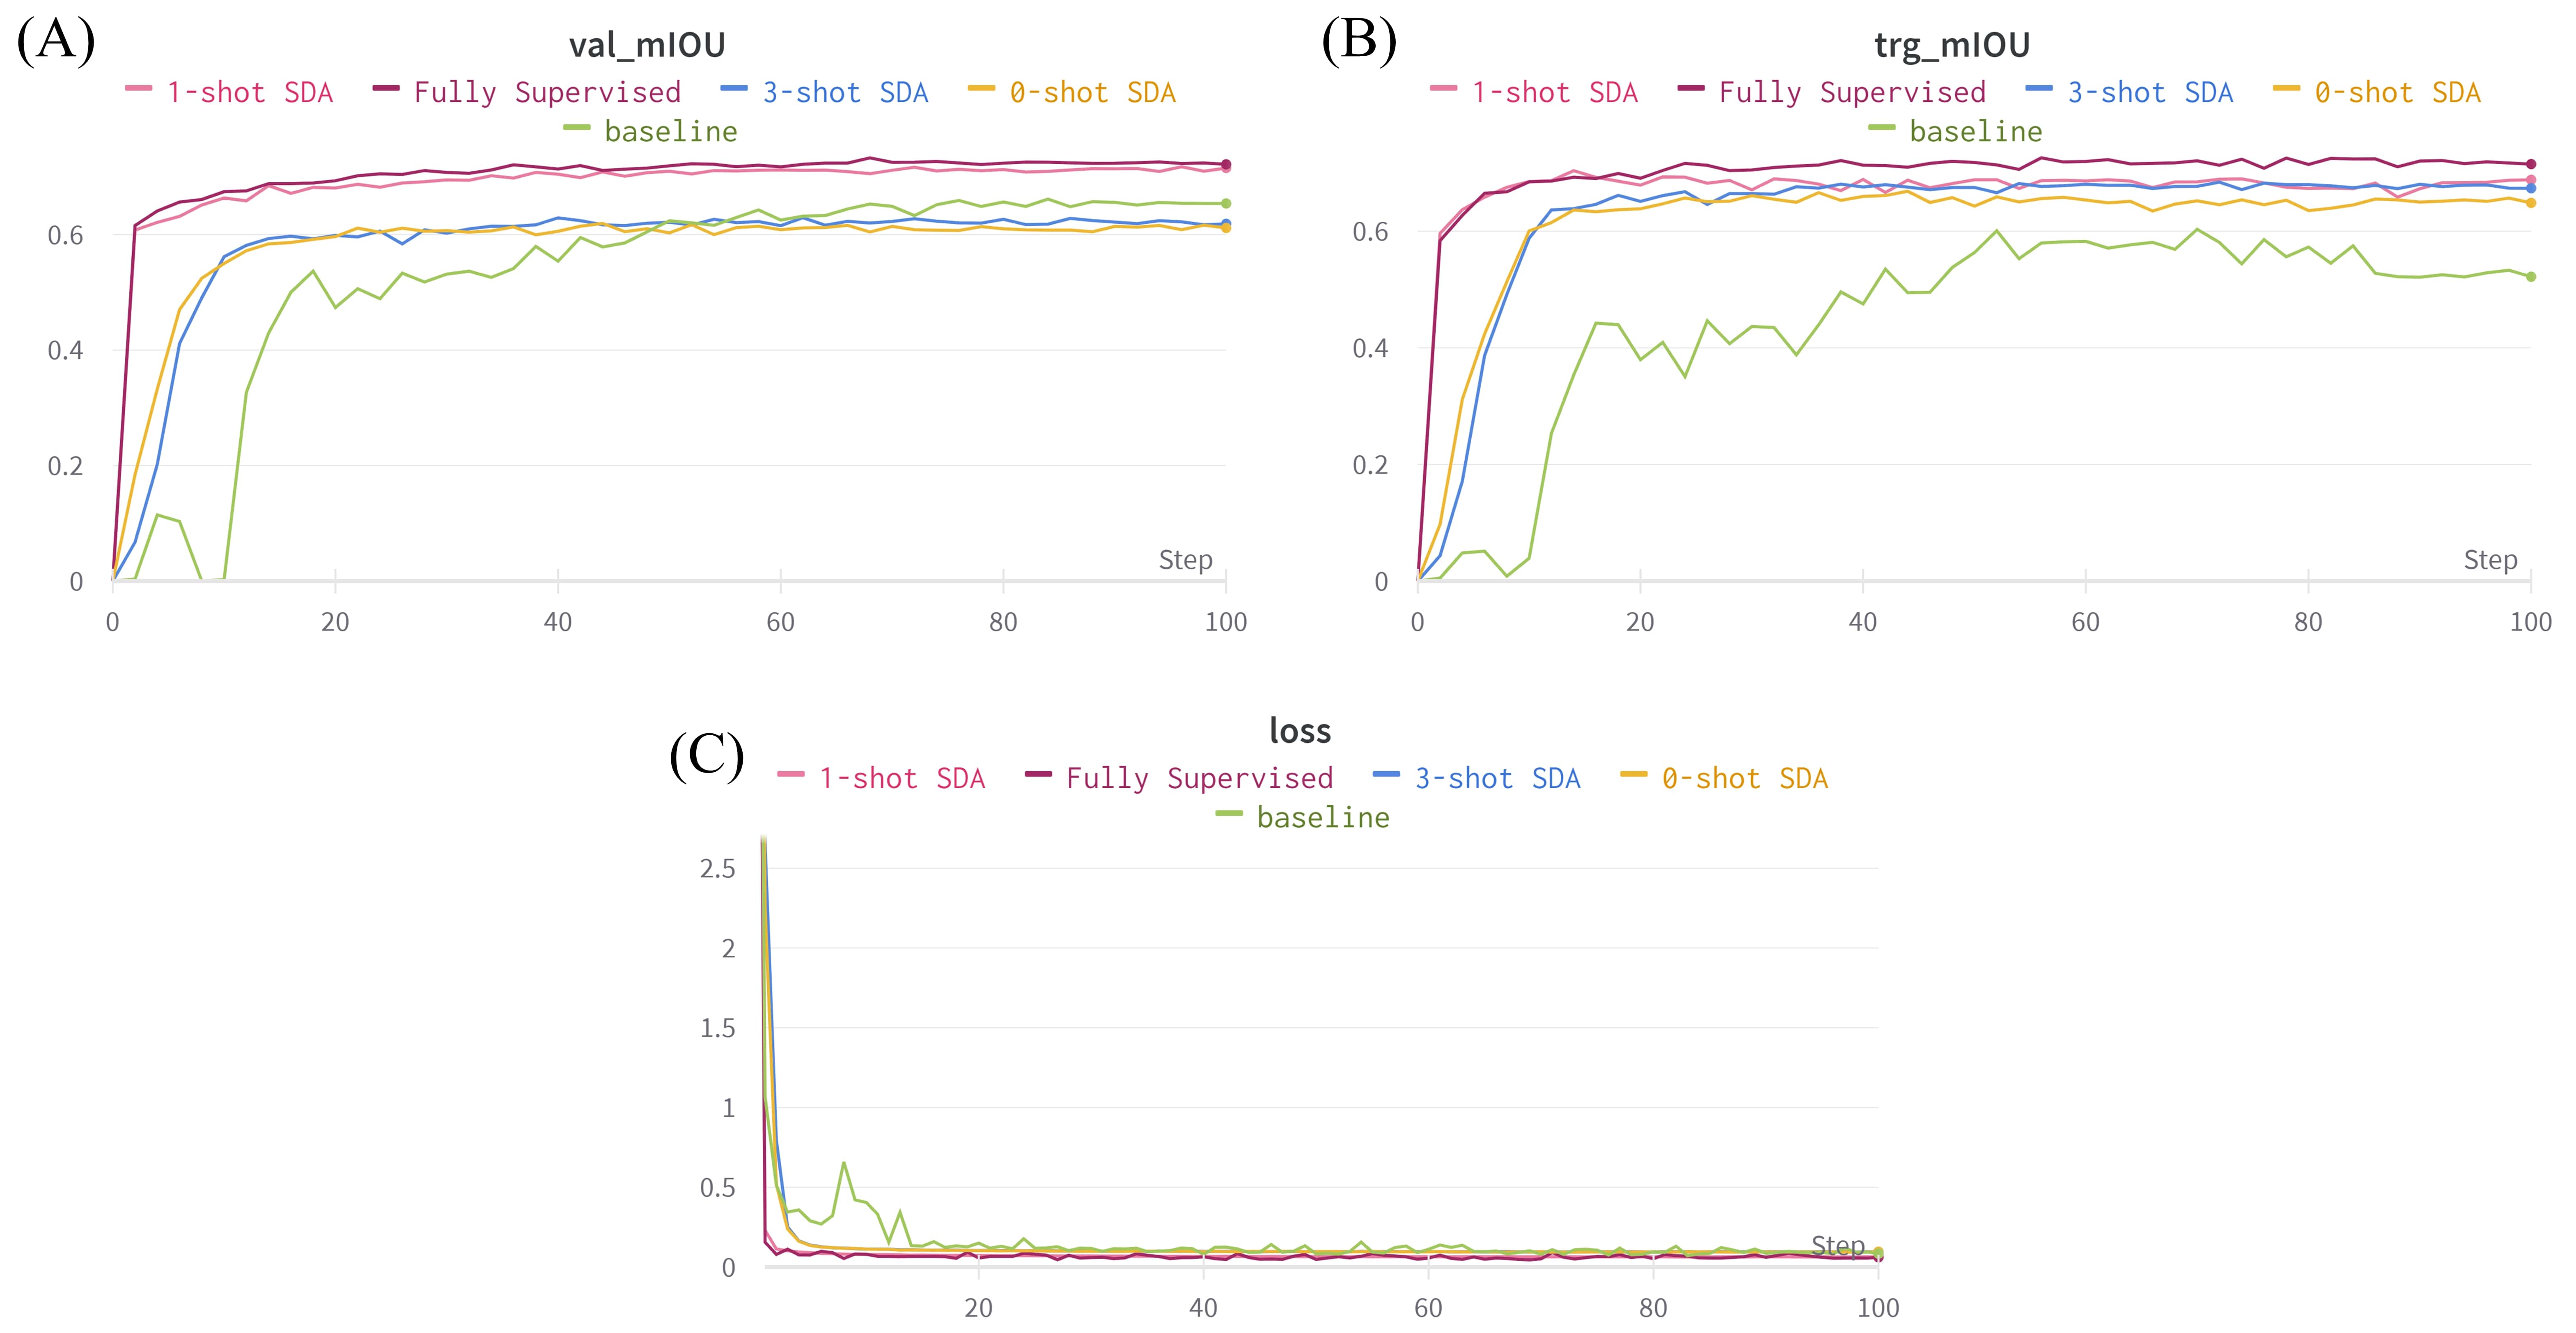 (A)
val_mIOU
1-shot SDA Fully Supervised 3-shot SDA 0-shot SDA
baseline
0.6
0.4
0.2
0
Step
0 20 40 60 80 100
(B)
trg_mIOU
1-shot SDA Fully Supervised 3-shot SDA 0-shot SDA
baseline
0.6
0.4
0.2
0
Step
0 20 40 60 80 100
(C)
loss
1-shot SDA Fully Supervised 3-shot SDA 0-shot SDA
baseline
2.5
2
1.5
1
0.5
0
Step
20 40 60 80 100